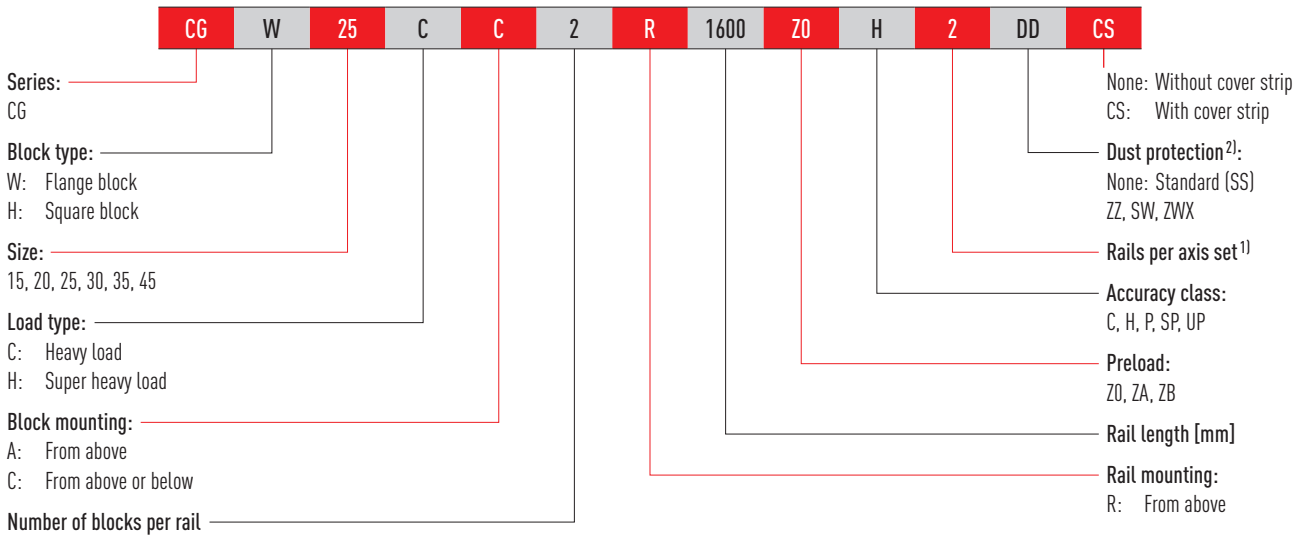 CG W 25 C C 2 R 1600 Z0 H 2 DD CS
Series:
CG
Block type:
W: Flange block
H: Square block
Size:
15, 20, 25, 30, 35, 45
Load type:
C: Heavy load
H: Super heavy load
Block mounting:
A: From above
C: From above or below
Number of blocks per rail
None: Without cover strip
CS: With cover strip
Dust protection²⁾:
None: Standard (SS)
ZZ, SW, ZWX
Rails per axis set¹⁾
Accuracy class:
C, H, P, SP, UP
Preload:
Z0, ZA, ZB
Rail length [mm]
Rail mounting:
R: From above